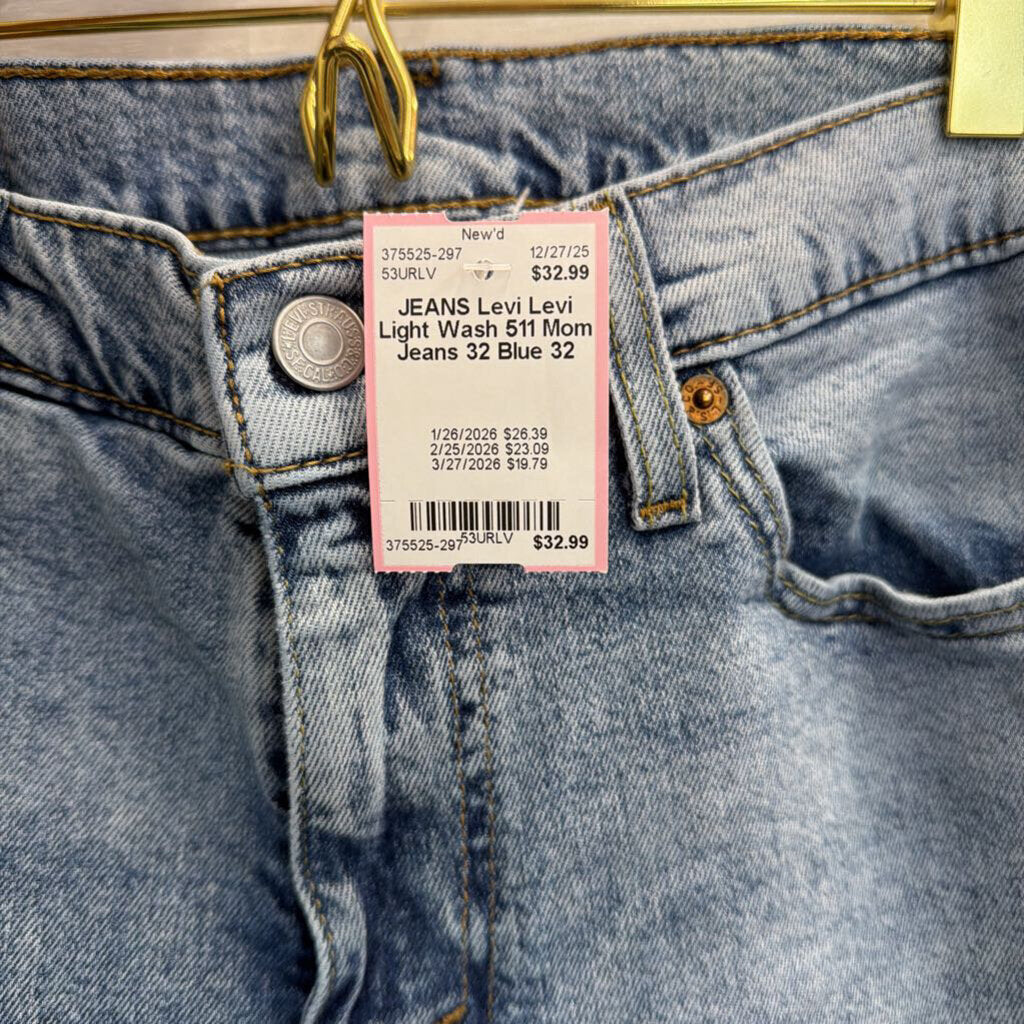 New'd
375525-297 12/27/25
53URLV $32.99
JEANS Levi Levi
Light Wash 511 Mom
Jeans 32 Blue 32
1/26/2026 $26.39
2/25/2026 $23.09
3/27/2026 $19.79
375525-297 53URLV $32.99